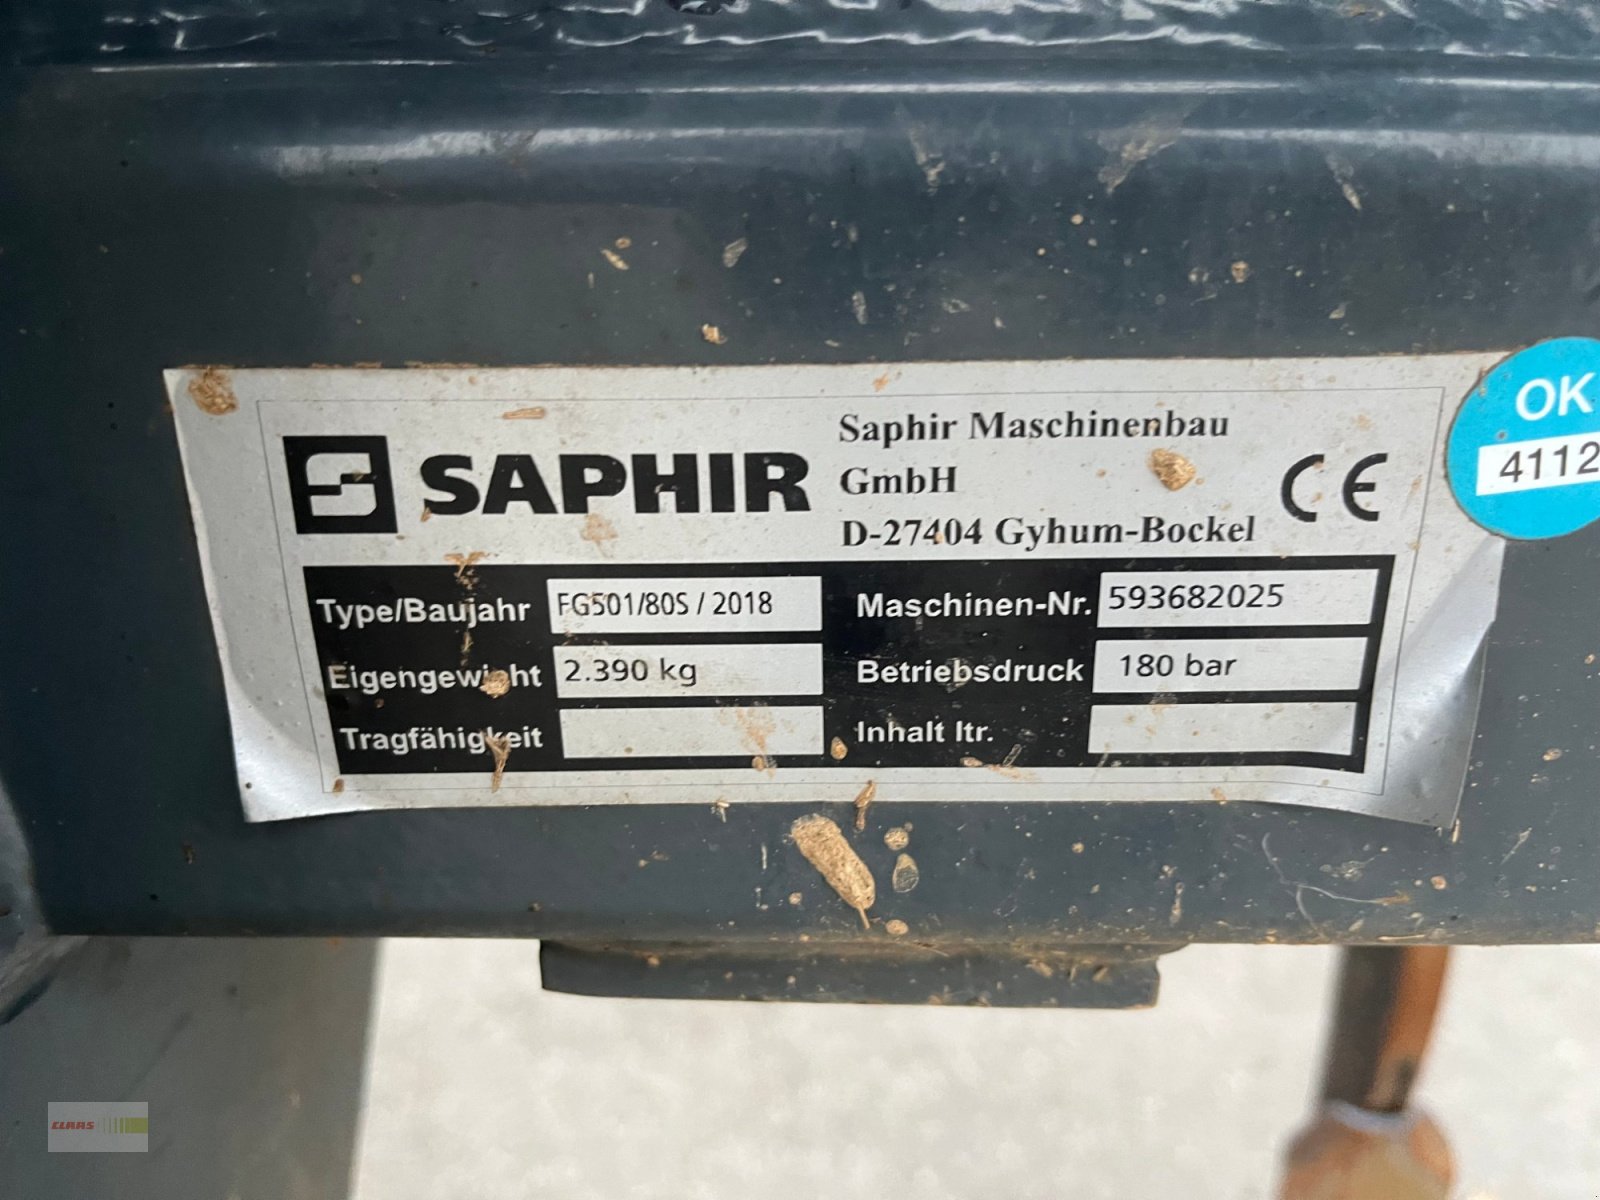 SAPHIR
Saphir Maschinenbau
GmbH
D-27404 Gyhum-Bockel
CE
OK
4112
Type/Baujahr FG501/80S / 2018
Maschinen-Nr. 593682025
Eigengewicht 2.390 kg
Betriebsdruck 180 bar
Tragfähigkeit
Inhalt ltr.
CLAAS